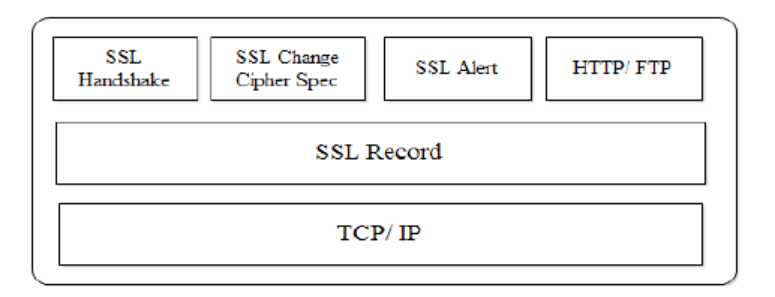 SSL
Handshake
SSL Change
Cipher Spec
SSL Alert
HTTP/ FTP
SSL Record
TCP/ IP